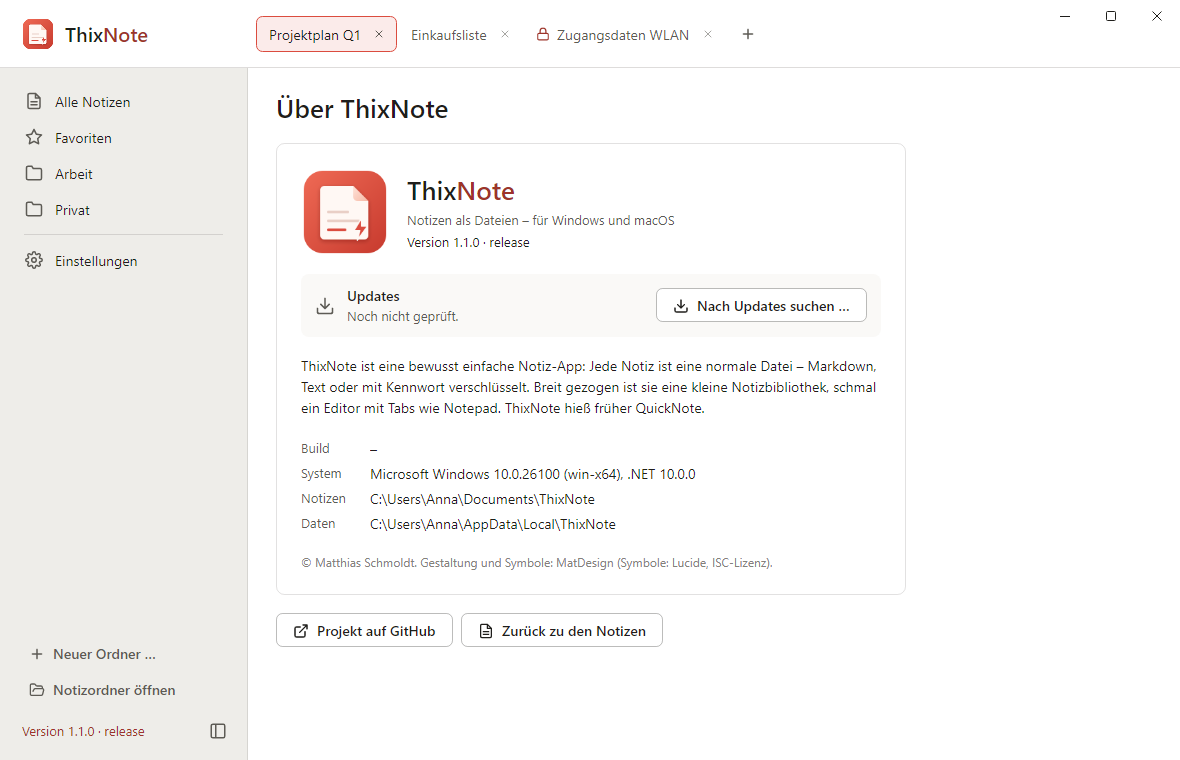 ThixNote
Projektplan Q1
Einkaufsliste
Zugangsdaten WLAN
Alle Notizen
Favoriten
Arbeit
Privat
Einstellungen
Neuer Ordner ...
Notizordner öffnen
Version 1.1.0 · release
Über ThixNote
ThixNote
Notizen als Dateien – für Windows und macOS
Version 1.1.0 · release
Updates
Noch nicht geprüft.
Nach Updates suchen ...
ThixNote ist eine bewusst einfache Notiz-App: Jede Notiz ist eine normale Datei – Markdown,
Text oder mit Kennwort verschlüsselt. Breit gezogen ist sie eine kleine Notizbibliothek, schmal
ein Editor mit Tabs wie Notepad. ThixNote hieß früher QuickNote.
Build –
System Microsoft Windows 10.0.26100 (win-x64), .NET 10.0.0
Notizen C:\Users\Anna\Documents\ThixNote
Daten C:\Users\Anna\AppData\Local\ThixNote
© Matthias Schmoldt. Gestaltung und Symbole: MatDesign (Symbole: Lucide, ISC-Lizenz).
Projekt auf GitHub
Zurück zu den Notizen